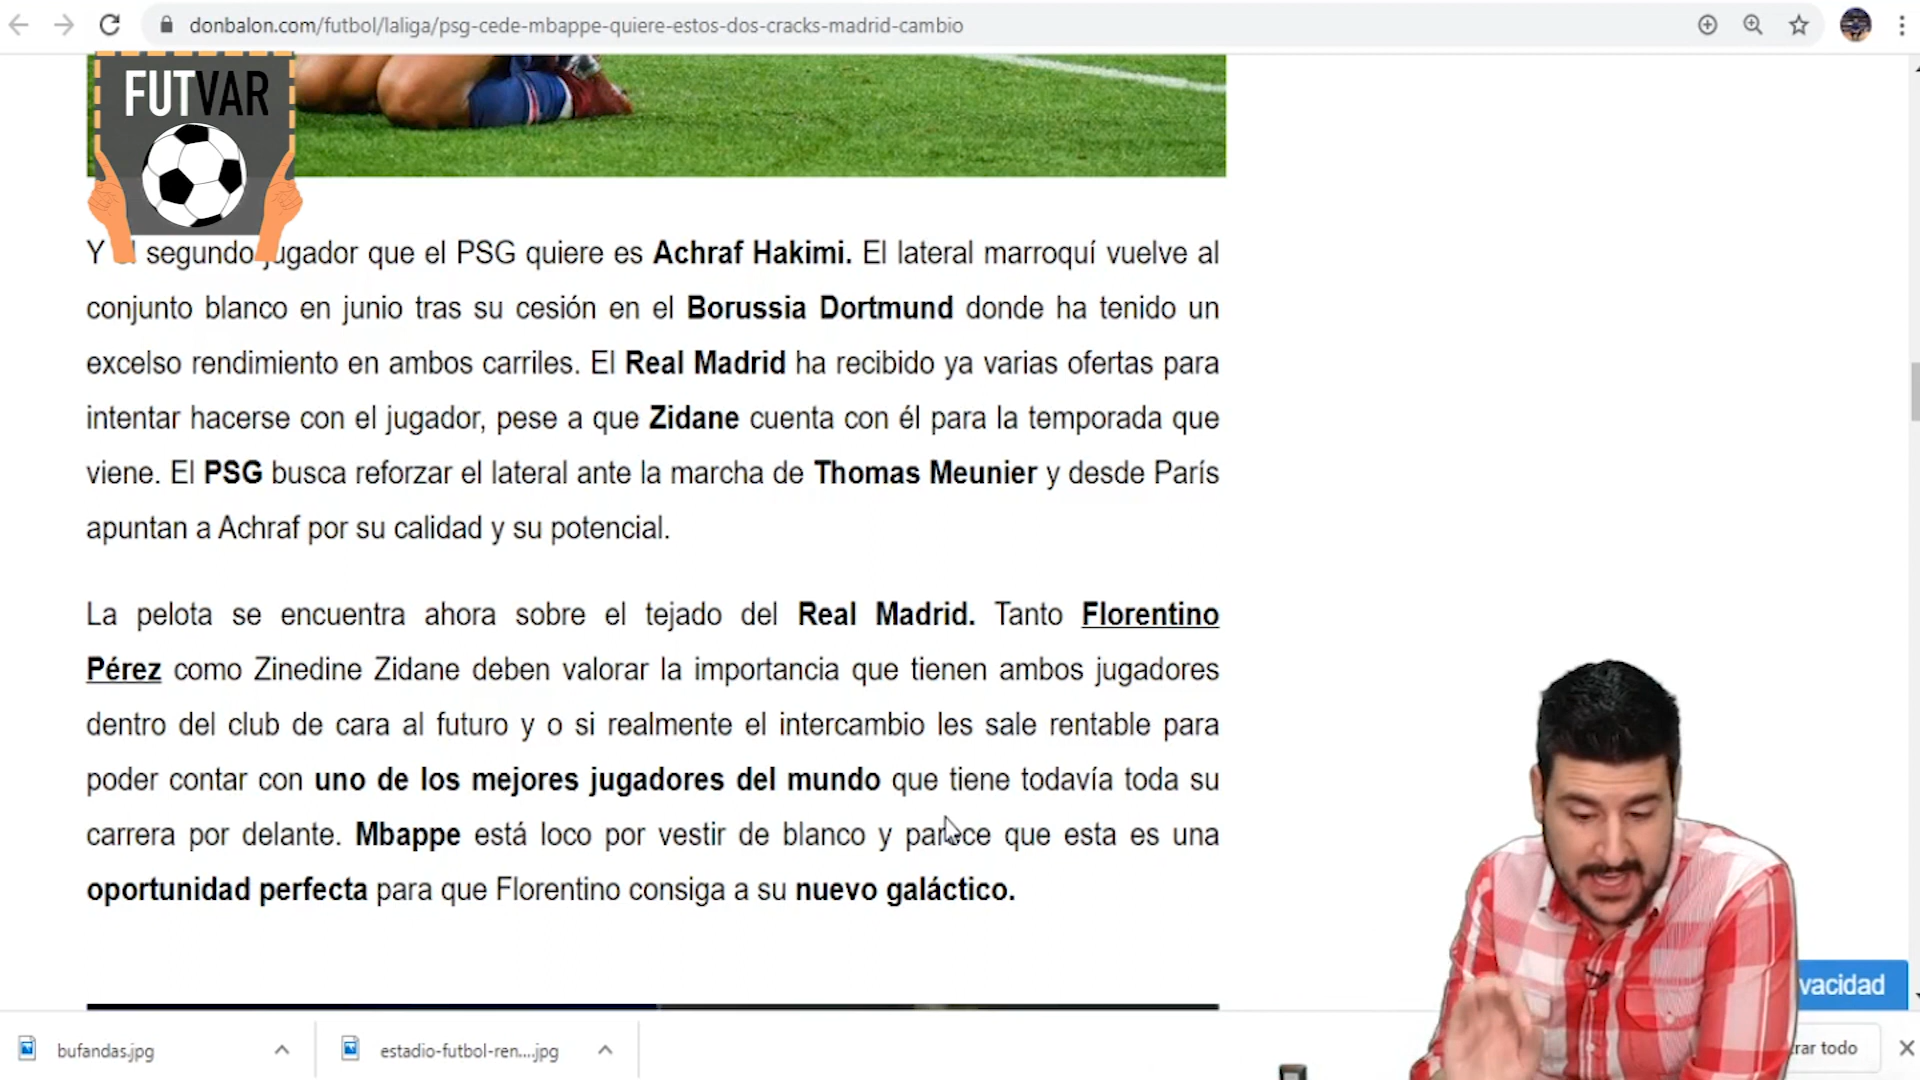 donbalon.com/futbol/laliga/psg-cede-mbappe-quiere-estos-dos-cracks-madrid-cambio
FUTVAR
Y el segundo jugador que el PSG quiere es Achraf Hakimi. El lateral marroquí vuelve al
conjunto blanco en junio tras su cesión en el Borussia Dortmund donde ha tenido un
excelso rendimiento en ambos carriles. El Real Madrid ha recibido ya varias ofertas para
intentar hacerse con el jugador, pese a que Zidane cuenta con él para la temporada que
viene. El PSG busca reforzar el lateral ante la marcha de Thomas Meunier y desde París
apuntan a Achraf por su calidad y su potencial.
La pelota se encuentra ahora sobre el tejado del Real Madrid. Tanto Florentino
Pérez como Zinedine Zidane deben valorar la importancia que tienen ambos jugadores
dentro del club de cara al futuro y o si realmente el intercambio les sale rentable para
poder contar con uno de los mejores jugadores del mundo que tiene todavía toda su
carrera por delante. Mbappe está loco por vestir de blanco y parece que esta es una
oportunidad perfecta para que Florentino consiga a su nuevo galáctico.
vacidad
bufandas.jpg
estadio-futbol-ren....jpg
rar todo